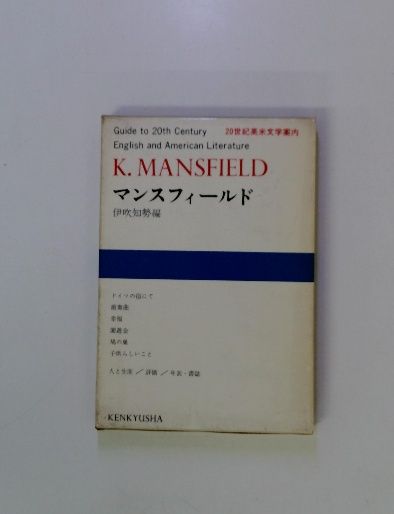 Guide to 20th Century 20世紀英米文学案内
English and American Literature
K. MANSFIELD
マンスフィールド
伊吹知勢編
ドイツの宿にて
前奏曲
幸福
園遊会
鳩の巣
子供らしいこと
人と生涯／評価／年表・書誌
KENKYUSHA